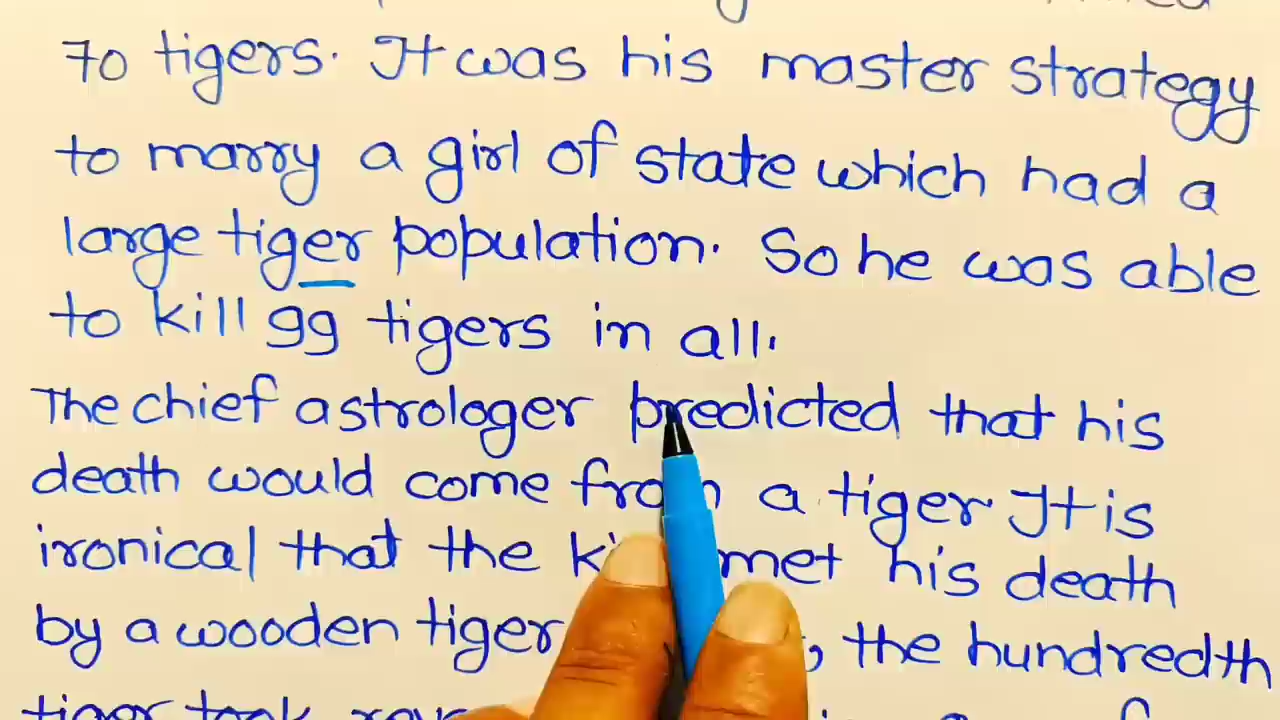 70 tigers. It was his master strategy
to marry a girl of state which had a
large tiger population. So he was able
to kill 99 tigers in all.
The chief astrologer predicted that his
death would come from a tiger It is
ironical that the met his death
by a wooden tiger , the hundredth
tiger took